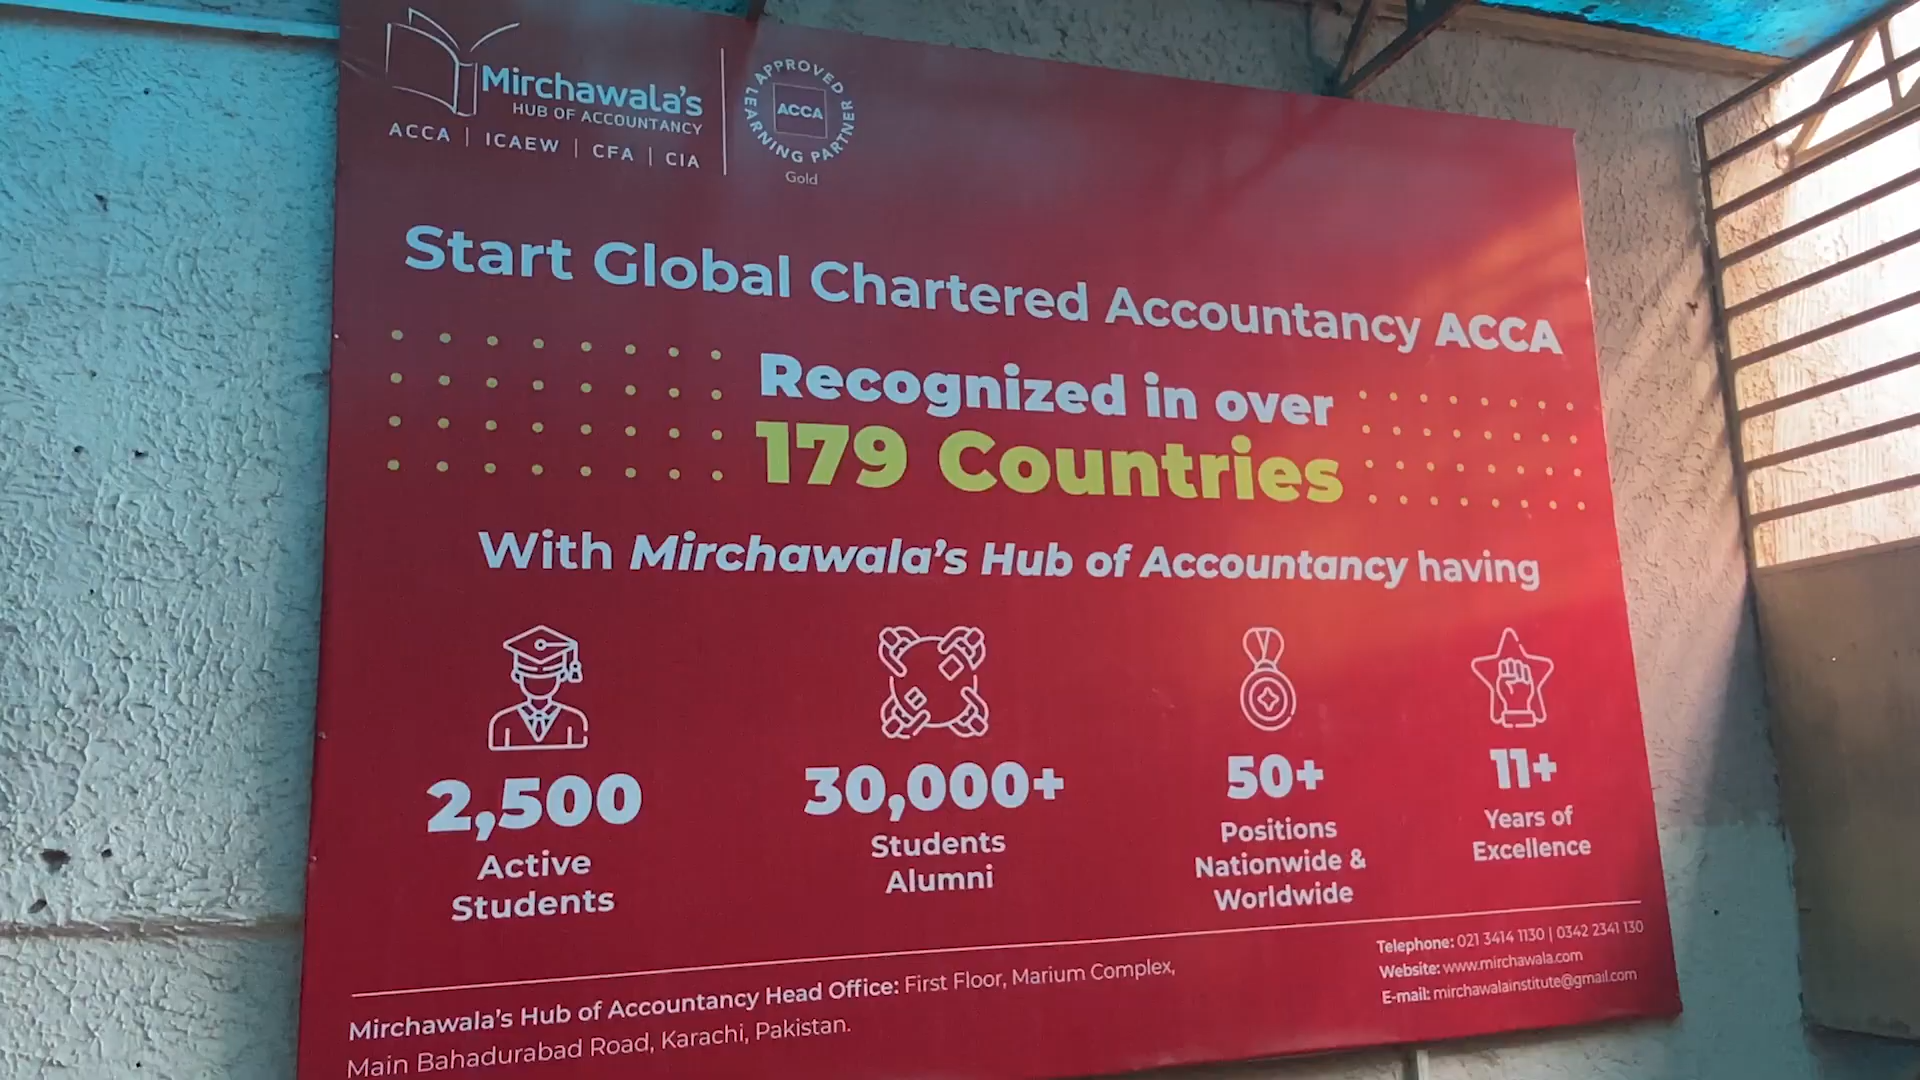 Mirchawala's
HUB OF ACCOUNTANCY
ACCA | ICAEW | CFA | CIA
APPROVED
LEARNING PARTNER
ACCA
Gold
Start Global Chartered Accountancy ACCA
Recognized in over
179 Countries
With Mirchawala's Hub of Accountancy having
2,500
Active
Students
30,000+
Students
Alumni
50+
Positions
Nationwide &
Worldwide
11+
Years of
Excellence
Mirchawala's Hub of Accountancy Head Office: First Floor, Marium Complex,
Main Bahadurabad Road, Karachi, Pakistan.
Telephone: 021 3414 1130 | 0342 2341 130
Website: www.mirchawala.com
E-mail: mirchawalainstitute@gmail.com